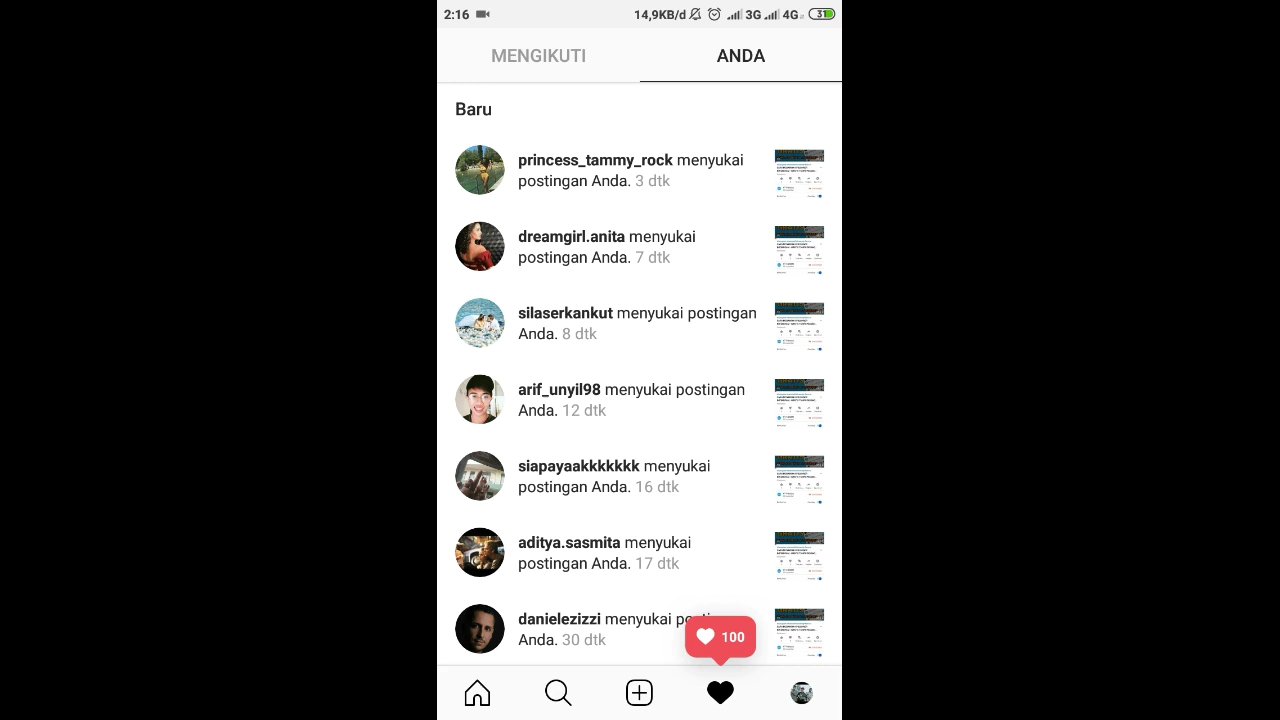 2:16
14,9KB/d 3G 4G 31
MENGIKUTI ANDA
Baru
princess_tammy_rock menyukai
postingan Anda. 3 dtk
dreamgirl.anita menyukai
postingan Anda. 7 dtk
silaserkankut menyukai postingan
Anda. 8 dtk
arif_unyil98 menyukai postingan
Anda. 12 dtk
siapayaakkkkkkk menyukai
postingan Anda. 16 dtk
aditya.sasmita menyukai
postingan Anda. 17 dtk
danielezizzi menyukai postingan
Anda. 30 dtk
100